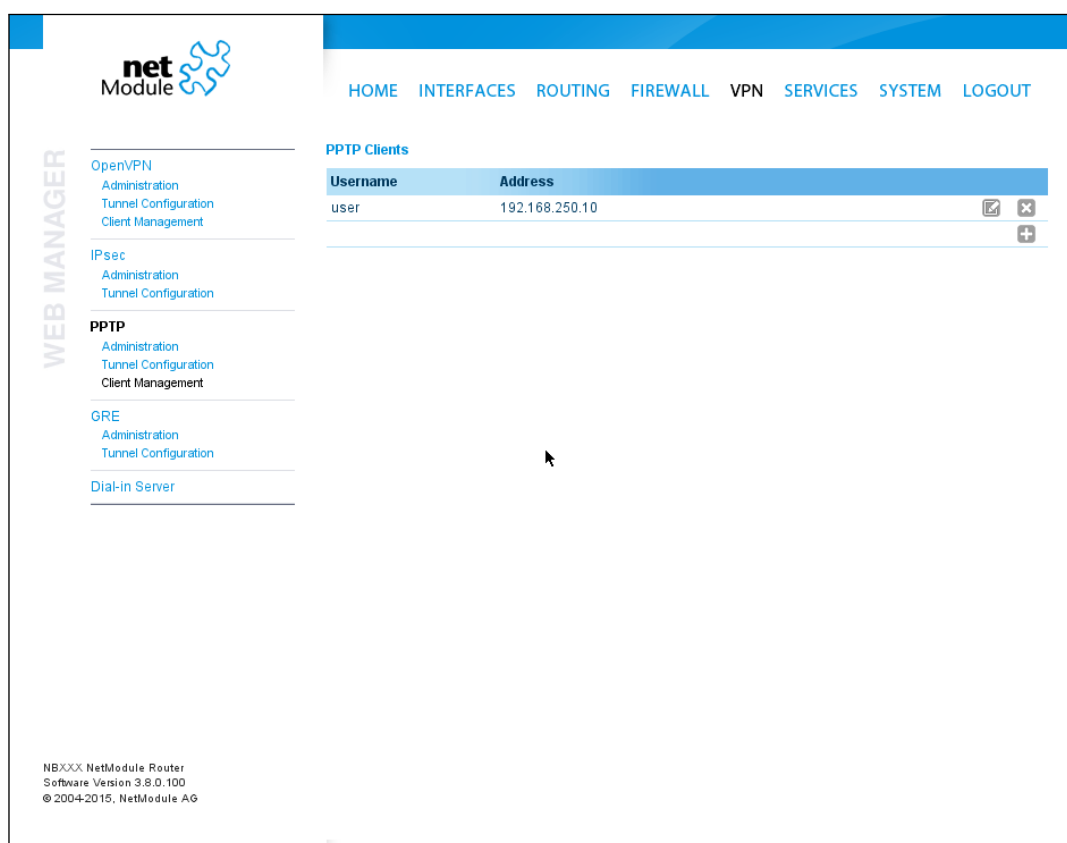 net
Module
HOME INTERFACES ROUTING FIREWALL VPN SERVICES SYSTEM LOGOUT
WEB MANAGER
OpenVPN
Administration
Tunnel Configuration
Client Management
IPsec
Administration
Tunnel Configuration
PPTP
Administration
Tunnel Configuration
Client Management
GRE
Administration
Tunnel Configuration
Dial-in Server
PPTP Clients
Username Address
user 192.168.250.10
NBXXX NetModule Router
Software Version 3.8.0.100
© 2004-2015, NetModule AG